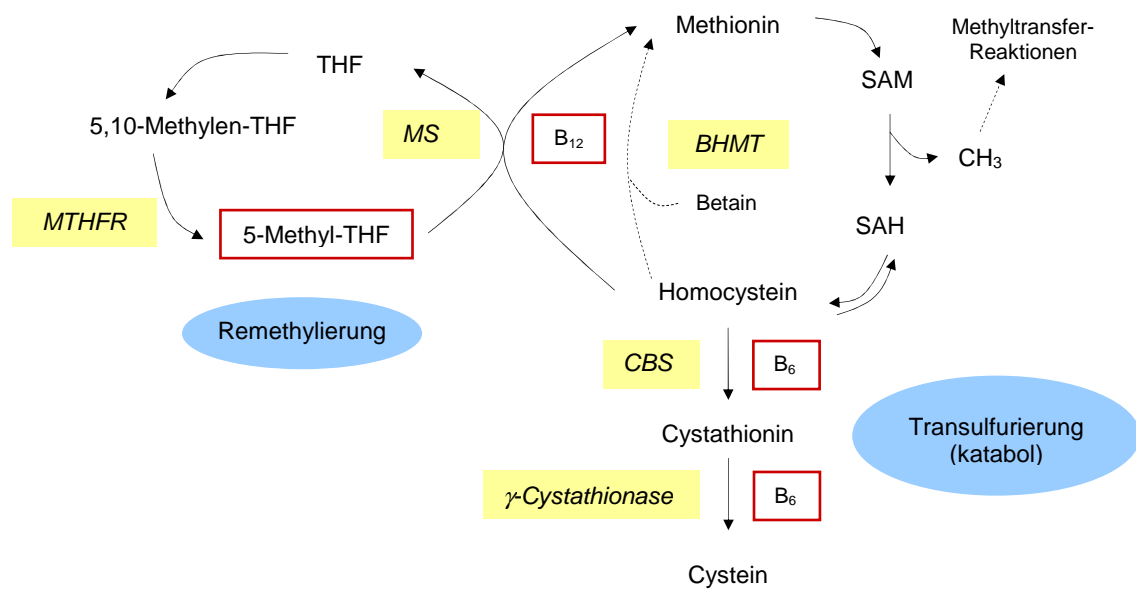 Methionin
Methyltransfer-
Reaktionen
THF
SAM
5,10-Methylen-THF
MS
B₁₂
BHMT
CH₃
Betain
MTHFR
5-Methyl-THF
SAH
Homocystein
Remethylierung
CBS
B₆
Cystathionin
Transulfurierung
(katabol)
γ-Cystathionase
B₆
Cystein